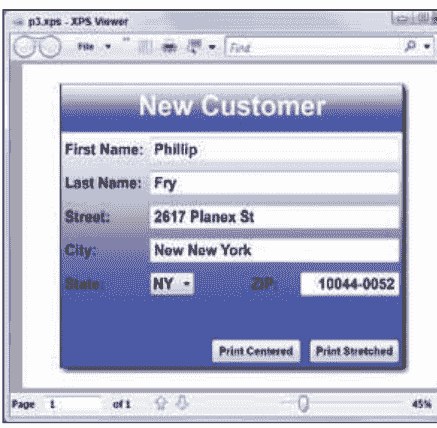 p3.xps - XPS Viewer
File Find
New Customer
First Name: Phillip
Last Name: Fry
Street: 2617 Planex St
City: New New York
State: NY ZIP: 10044-0052
Print Centered Print Stretched
Page 1 of 1 45%